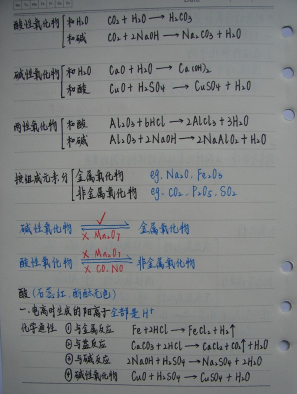 酸性氧化物 和H₂O CO₂ + H₂O → H₂CO₃
和碱 CO₂ + 2NaOH → Na₂CO₃ + H₂O
碱性氧化物 和H₂O CaO + H₂O → Ca(OH)₂
和酸 CuO + H₂SO₄ → CuSO₄ + H₂O
两性氧化物 和酸 Al₂O₃ + 6HCl → 2AlCl₃ + 3H₂O
和碱 Al₂O₃ + 2NaOH → 2NaAlO₂ + H₂O
按组成元素分 金属氧化物 eg. Na₂O. Fe₂O₃
非金属氧化物 eg. CO₂. P₂O₅. SO₂
碱性氧化物 ✓ ⇌ × Mn₂O₇ 金属氧化物
酸性氧化物 × Mn₂O₇ ⇌ × CO. NO 非金属氧化物
酸 (石蕊:红. 酚酞:无色)
一.电离时生成的阳离子全部是H⁺
化学通性 ①与金属反应 Fe + 2HCl → FeCl₂ + H₂↑
②与盐反应 CaCO₃ + 2HCl → CaCl₂ + CO₂↑ + H₂O
③与碱反应 2NaOH + H₂SO₄ → Na₂SO₄ + 2H₂O
④碱性氧化物 CuO + H₂SO₄ → CuSO₄ + H₂O